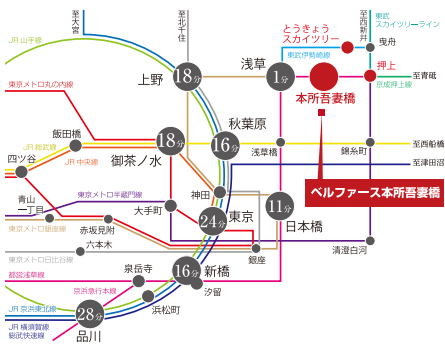 至大宮
至北千住
至西新井
東武
スカイツリーライン
とうきょう
スカイツリー
曳舟
JR 山手線
東武伊勢崎線
浅草
押上
上野
18分
1分
至青砥
京成押上線
東京メトロ丸の内線
本所吾妻橋
秋葉原
飯田橋
18分
16分
JR 総武線
御茶ノ水
浅草橋
錦糸町
至西船橋
四ツ谷
JR 中央線
至津田沼
東京メトロ半蔵門線
神田
ベルファース本所吾妻橋
青山
一丁目
大手町
24分
東京
11分
日本橋
東京メトロ銀座線
赤坂見附
六本木
銀座
清澄白河
東京メトロ日比谷線
泉岳寺
16分
新橋
都営浅草線
汐留
京浜急行本線
浜松町
JR 京浜東北線
28分
JR 横須賀線
総武快速線
品川